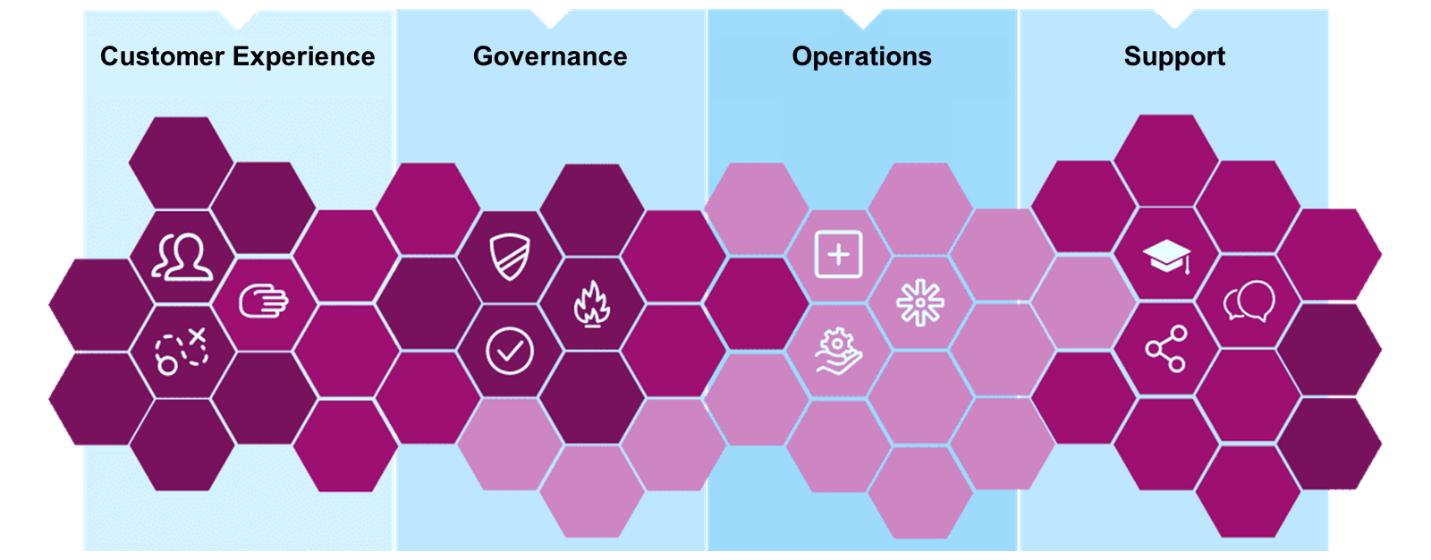 Customer Experience
Governance
Operations
Support